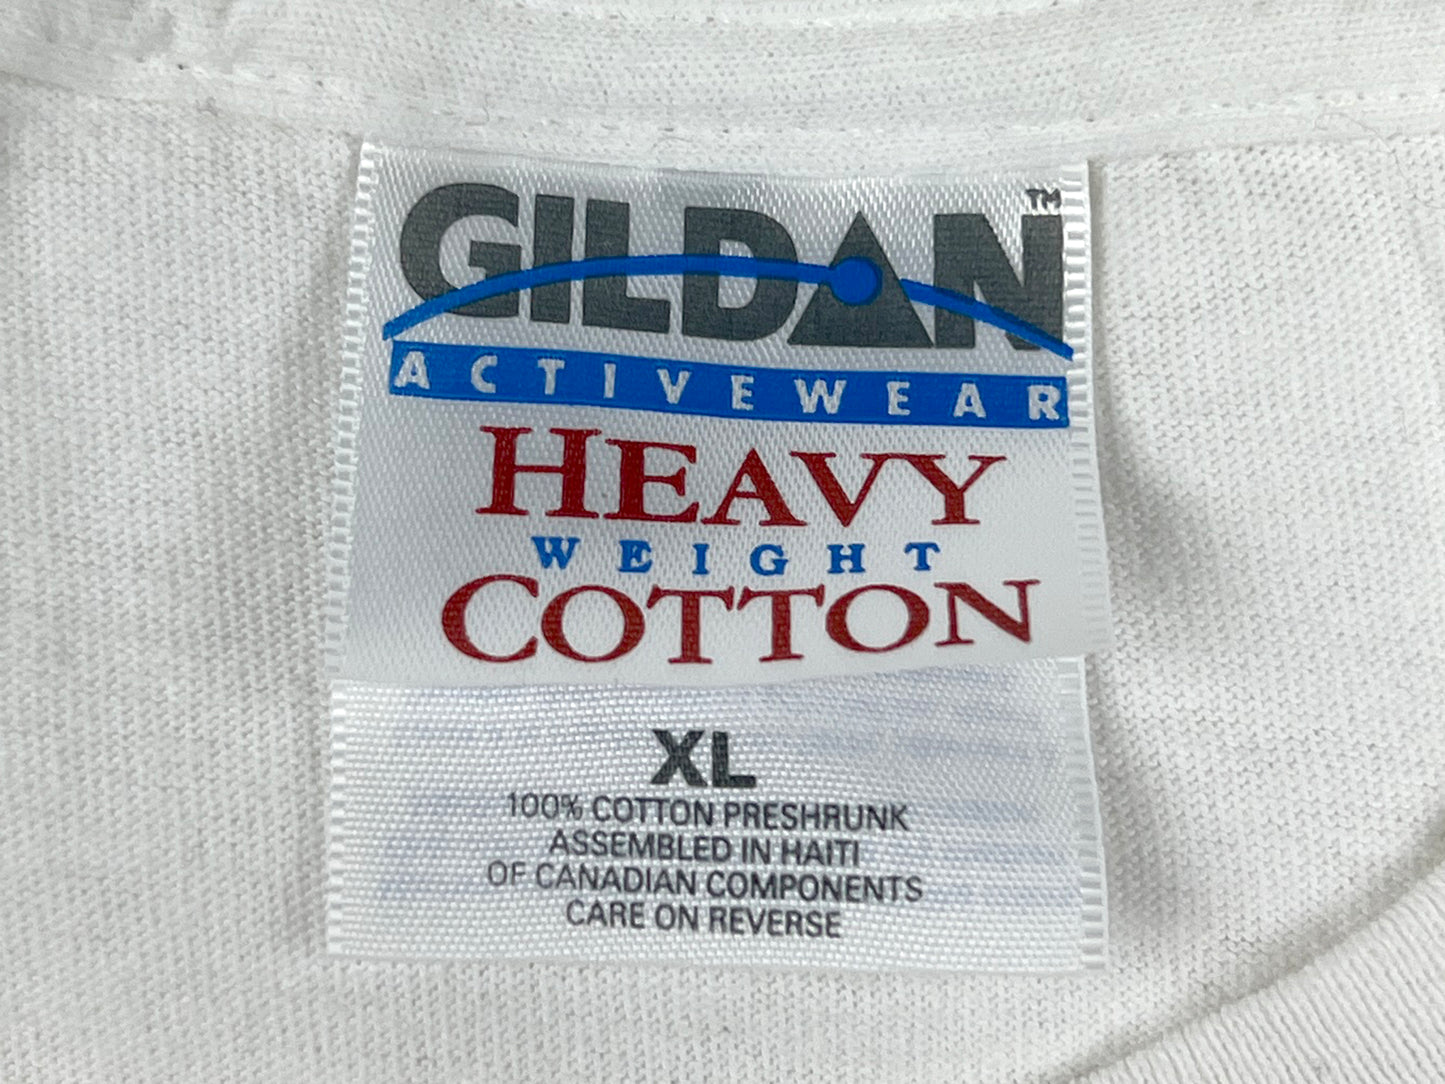 GILDAN™
ACTIVEWEAR
HEAVY
WEIGHT
COTTON
XL
100% COTTON PRESHRUNK
ASSEMBLED IN HAITI
OF CANADIAN COMPONENTS
CARE ON REVERSE